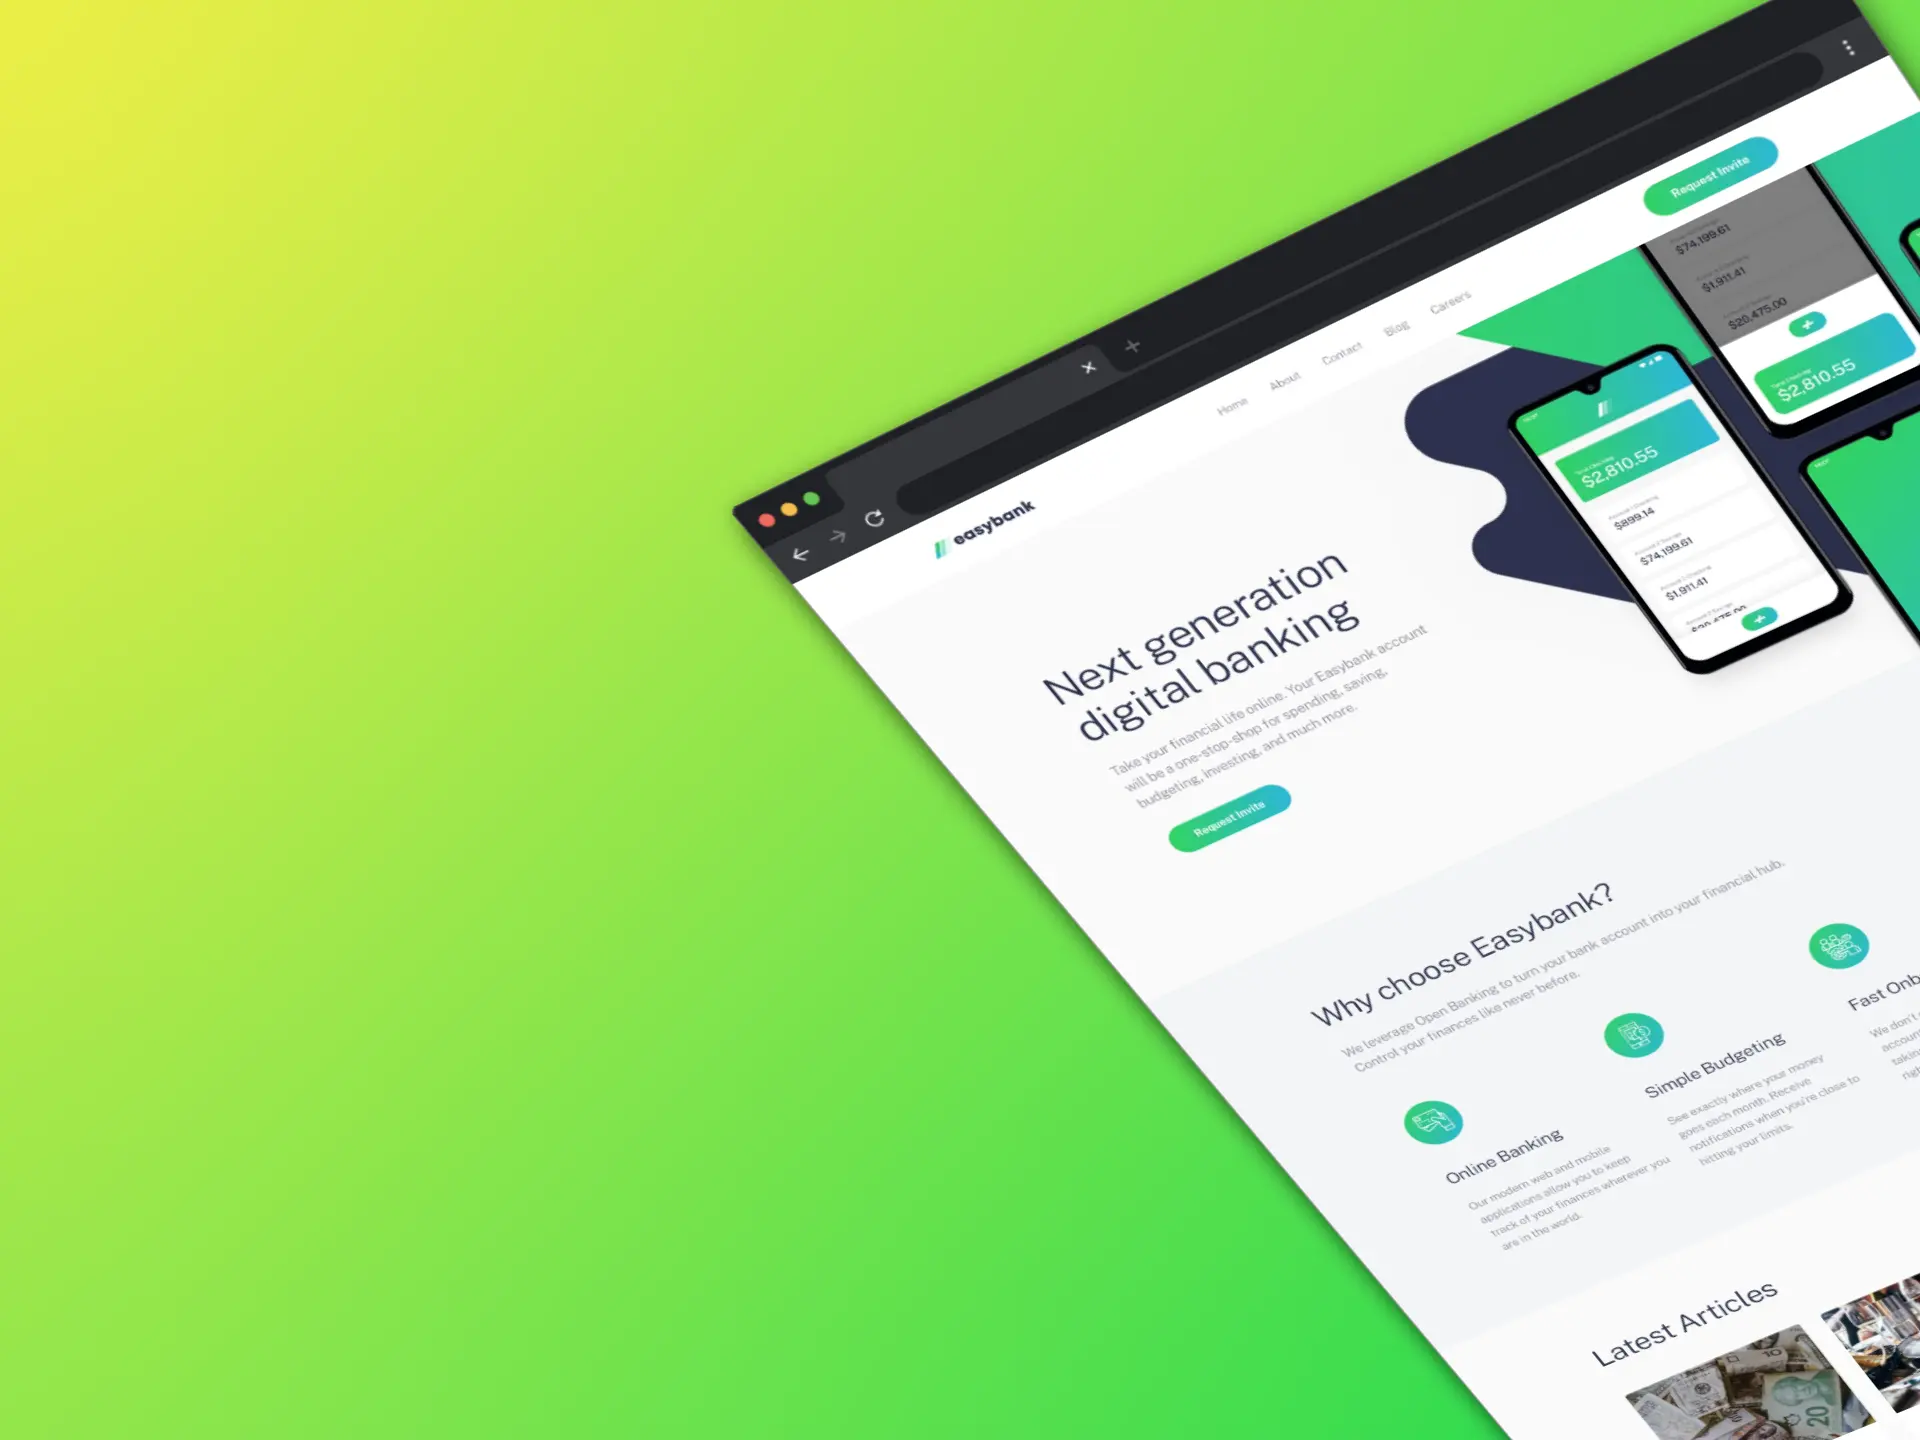 easybank
Home
About
Contact
Blog
Careers
Request Invite
Next generation
digital banking
Take your financial life online. Your Easybank account
will be a one-stop-shop for spending, saving,
budgeting, investing, and much more.
Request Invite
$2,810.55
$899.14
$74,199.61
$1,911.41
$20,475.00
$74,199.61
$1,911.41
$20,475.00
$2,810.55
Why choose Easybank?
We leverage Open Banking to turn your bank account into your financial hub.
Control your finances like never before.
Online Banking
Our modern web and mobile
applications allow you to keep
track of your finances wherever you
are in the world.
Simple Budgeting
See exactly where your money
goes each month. Receive
notifications when you're close to
hitting your limits.
Fast Onb
We don't
accoun
takin
righ
Latest Articles
10
20